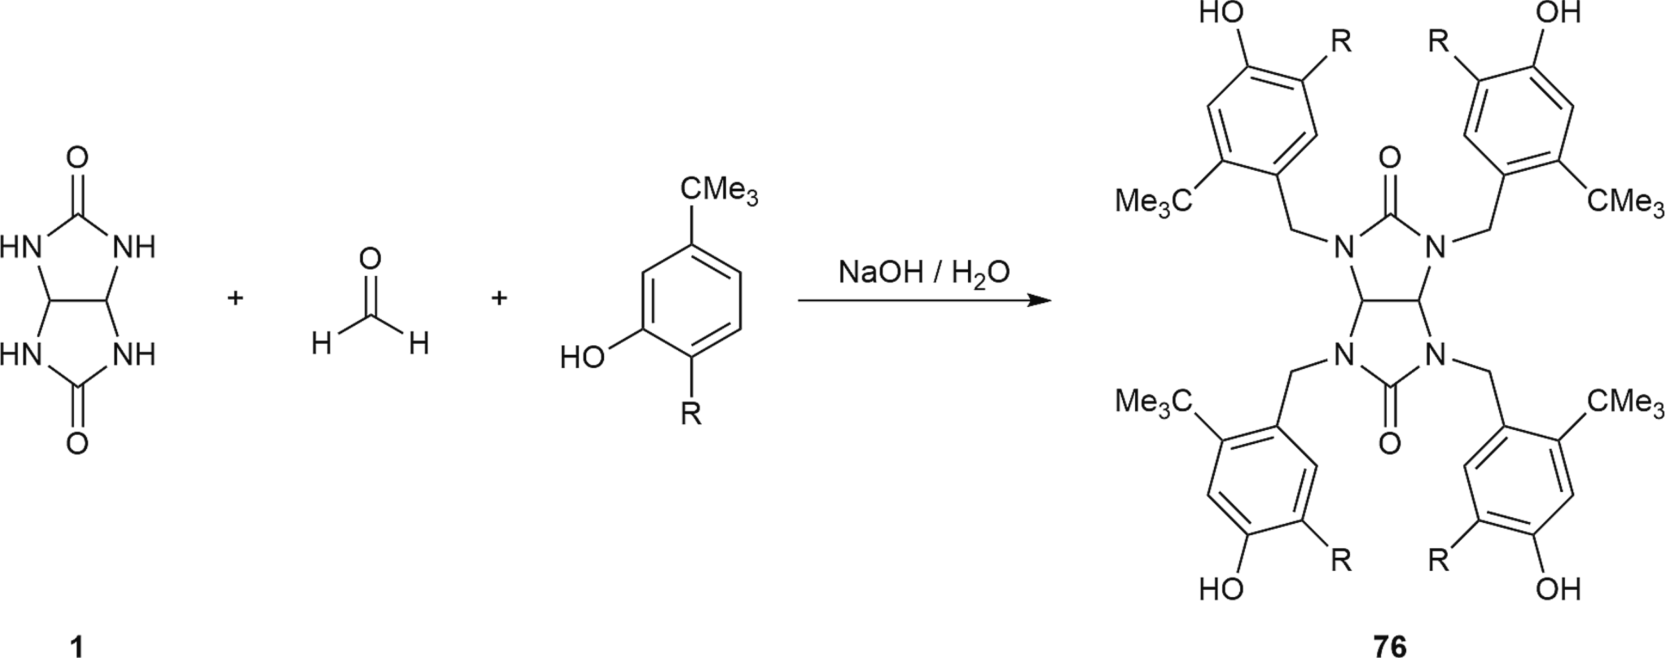 O
HN NH
HN NH
O
1
+
O
H H
+
CMe3
HO
R
NaOH / H2O
HO OH
R R
Me3C CMe3
O
N N
N N
O
Me3C CMe3
R R
HO OH
76